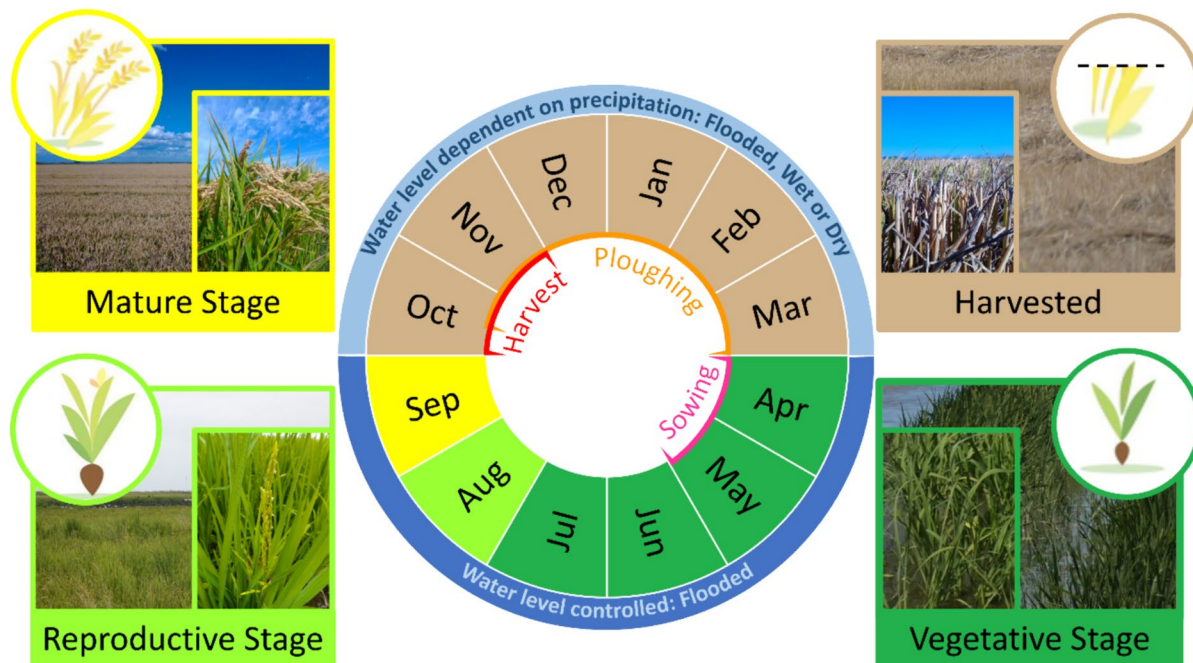 Mature Stage
Harvested
Water level dependent on precipitation: Flooded, Wet or Dry
Jan
Feb
Mar
Apr
May
Jun
Jul
Aug
Sep
Oct
Nov
Dec
Harvest
Ploughing
Sowing
Water level controlled: Flooded
Reproductive Stage
Vegetative Stage